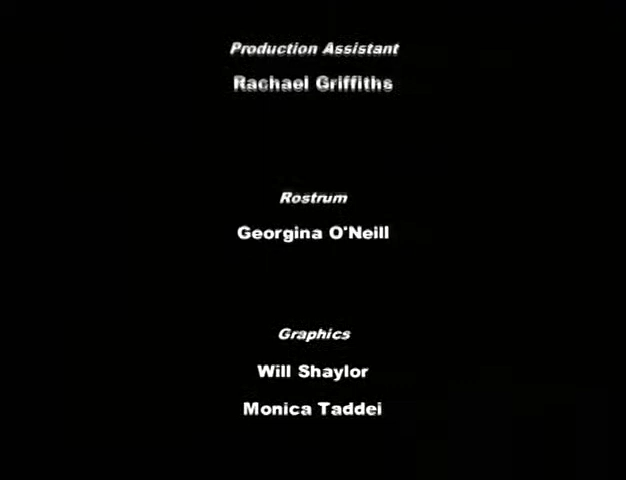 Production Assistant
Rachael Griffiths
Rostrum
Georgina O'Neill
Graphics
Will Shaylor
Monica Taddei